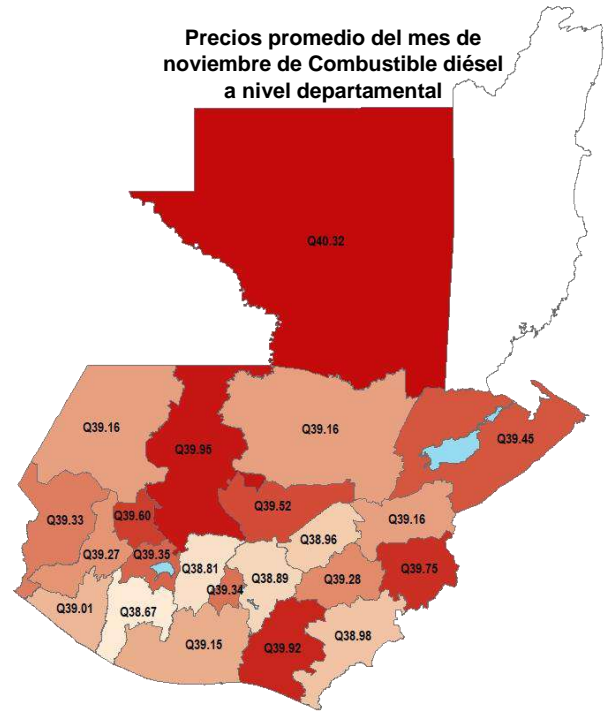 Precios promedio del mes de
noviembre de Combustible diésel
a nivel departamental
Q40.32
Q39.16
Q39.95
Q39.16
Q39.45
Q39.33
Q39.60
Q39.52
Q39.16
Q39.27
Q39.35
Q38.96
Q39.75
Q38.81
Q39.34
Q38.89
Q39.28
Q39.01
Q38.67
Q39.15
Q39.92
Q38.98